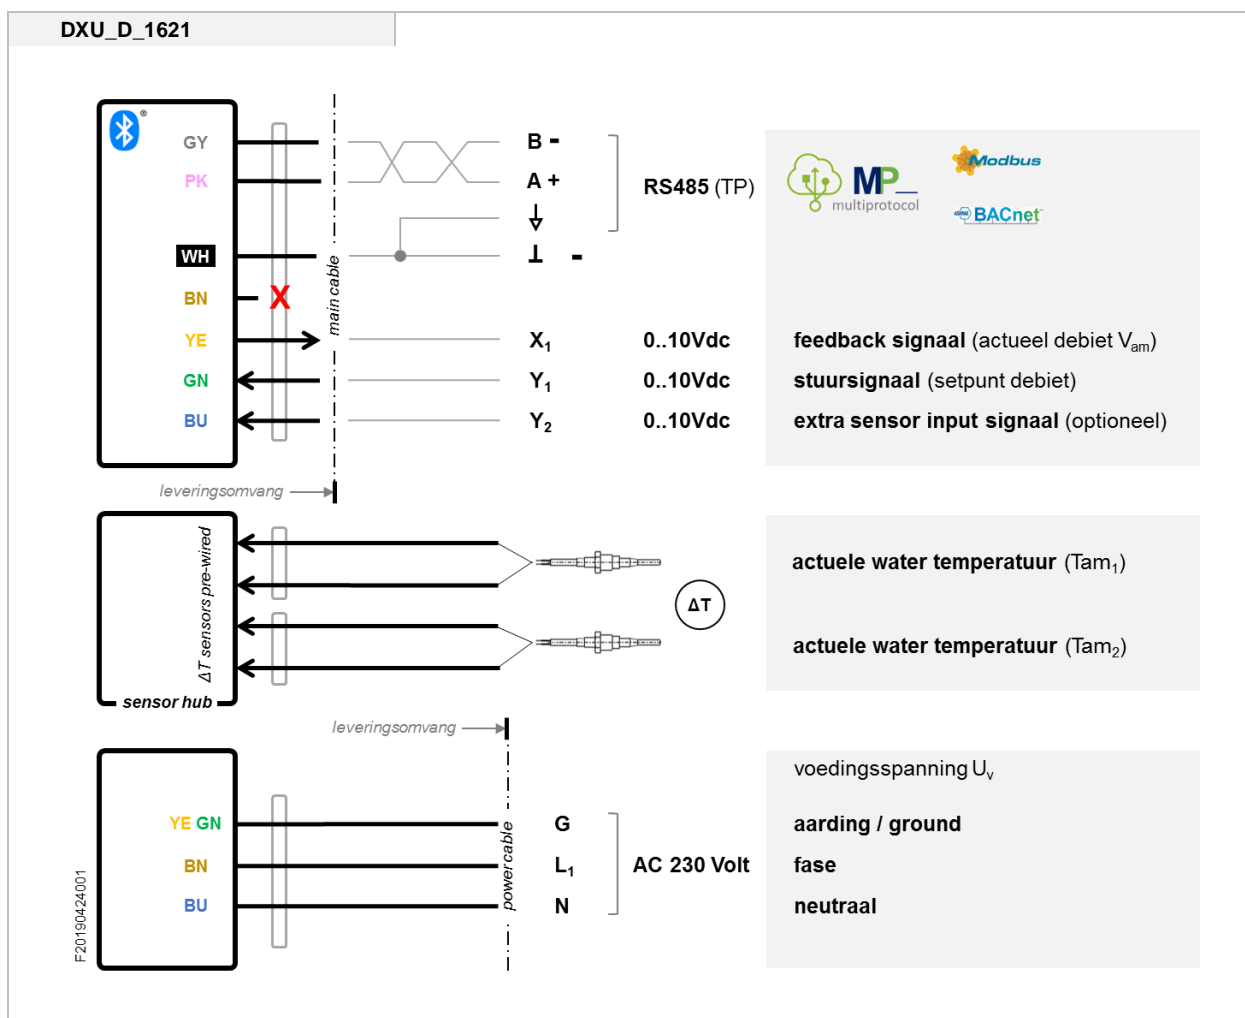 DXU_D_1621
®
GY
B -
PK
A +
RS485 (TP)
Modbus
MP_
multiprotocol
BACnet
WH
⊥ -
main cable
BN
X
YE
X1
0..10Vdc
feedback signaal (actueel debiet Vam)
GN
Y1
0..10Vdc
stuursignaal (setpunt debiet)
BU
Y2
0..10Vdc
extra sensor input signaal (optioneel)
leveringsomvang
ΔT sensors pre-wired
actuele water temperatuur (Tam1)
ΔT
actuele water temperatuur (Tam2)
sensor hub
leveringsomvang
voedingsspanning Uv
YE GN
G
aarding / ground
BN
L1
AC 230 Volt
fase
BU
N
neutraal
power cable
F20190424001